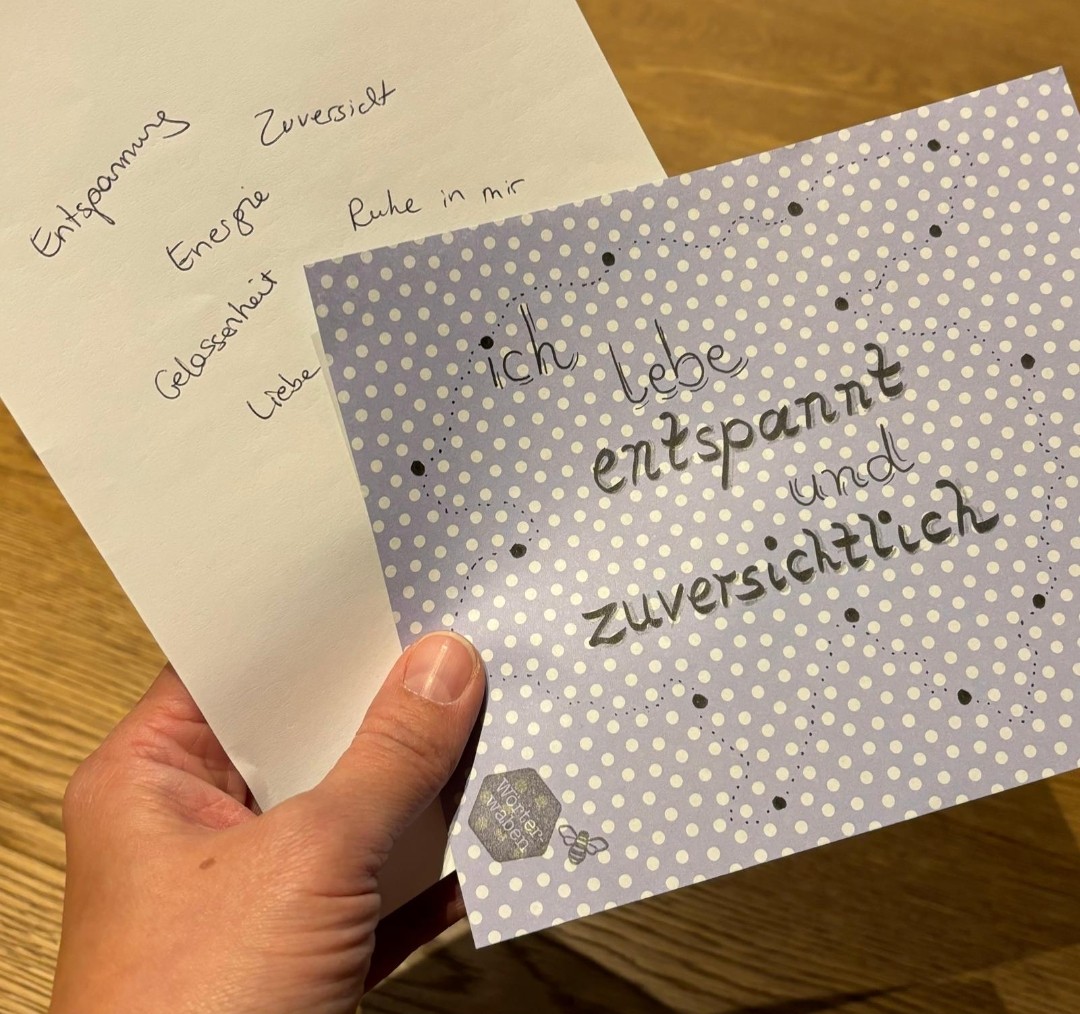 Entspannung
Zuversicht
Energie
Ruhe in mir
Gelassenheit
Liebe
ich lebe
entspannt
und
zuversichtlich
Wörter-
waben